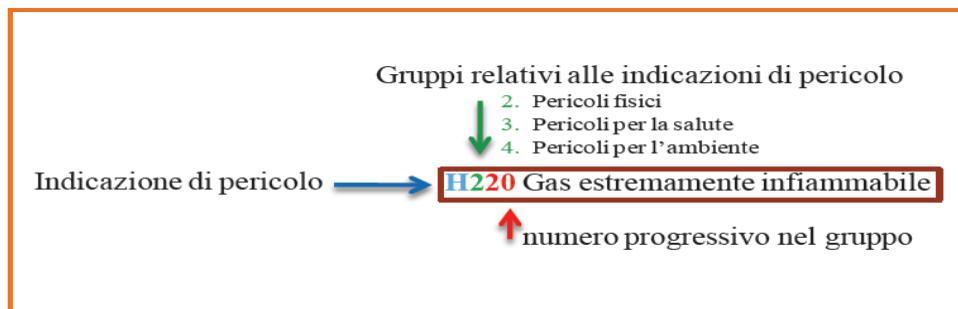 Gruppi relativi alle indicazioni di pericolo
2. Pericoli fisici
3. Pericoli per la salute
4. Pericoli per l'ambiente
Indicazione di pericolo
H220 Gas estremamente infiammabile
numero progressivo nel gruppo